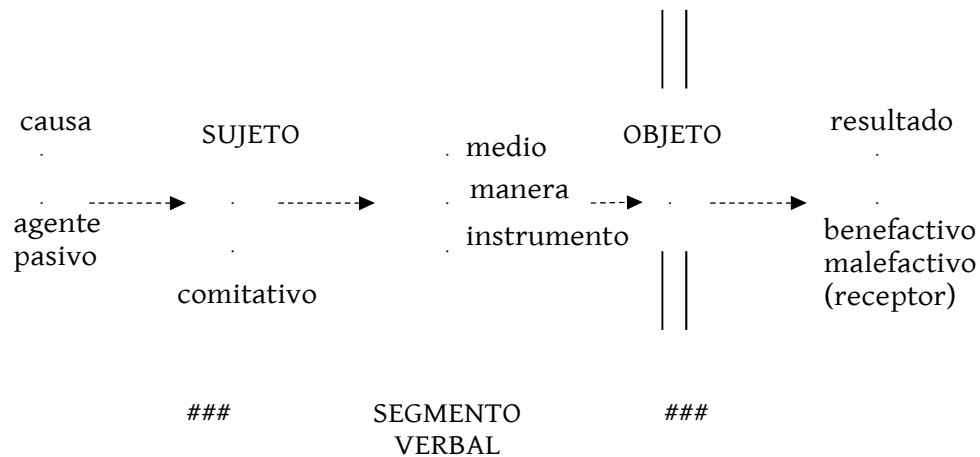 causa
SUJETO
medio
OBJETO
resultado
manera
agente
pasivo
instrumento
benefactivo
malefactivo
(receptor)
comitativo
###
SEGMENTO
VERBAL
###